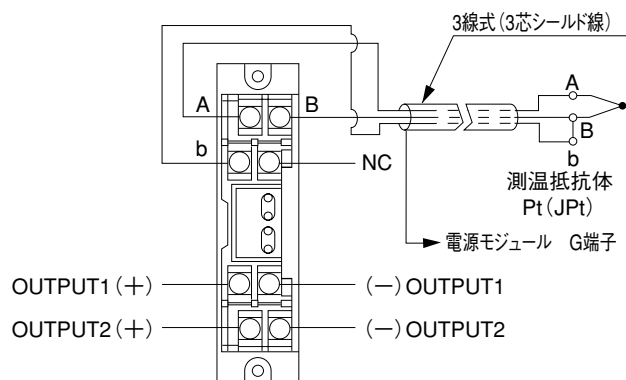 3線式(3芯シールド線)
A
A
B
B
b
b
NC
測温抵抗体
Pt(JPt)
電源モジュール G端子
OUTPUT1(+)
(−)OUTPUT1
OUTPUT2(+)
(−)OUTPUT2